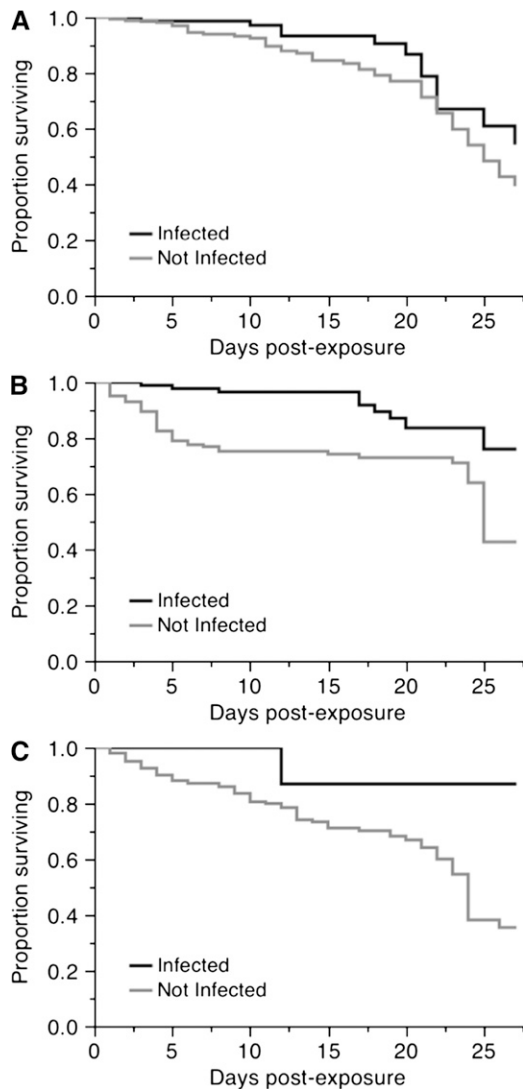 A
Proportion surviving
1.0
0.8
0.6
0.4
0.2
0.0
Infected
Not Infected
0 5 10 15 20 25
Days post-exposure
B
Proportion surviving
1.0
0.8
0.6
0.4
0.2
0.0
Infected
Not Infected
0 5 10 15 20 25
Days post-exposure
C
Proportion surviving
1.0
0.8
0.6
0.4
0.2
0.0
Infected
Not Infected
0 5 10 15 20 25
Days post-exposure